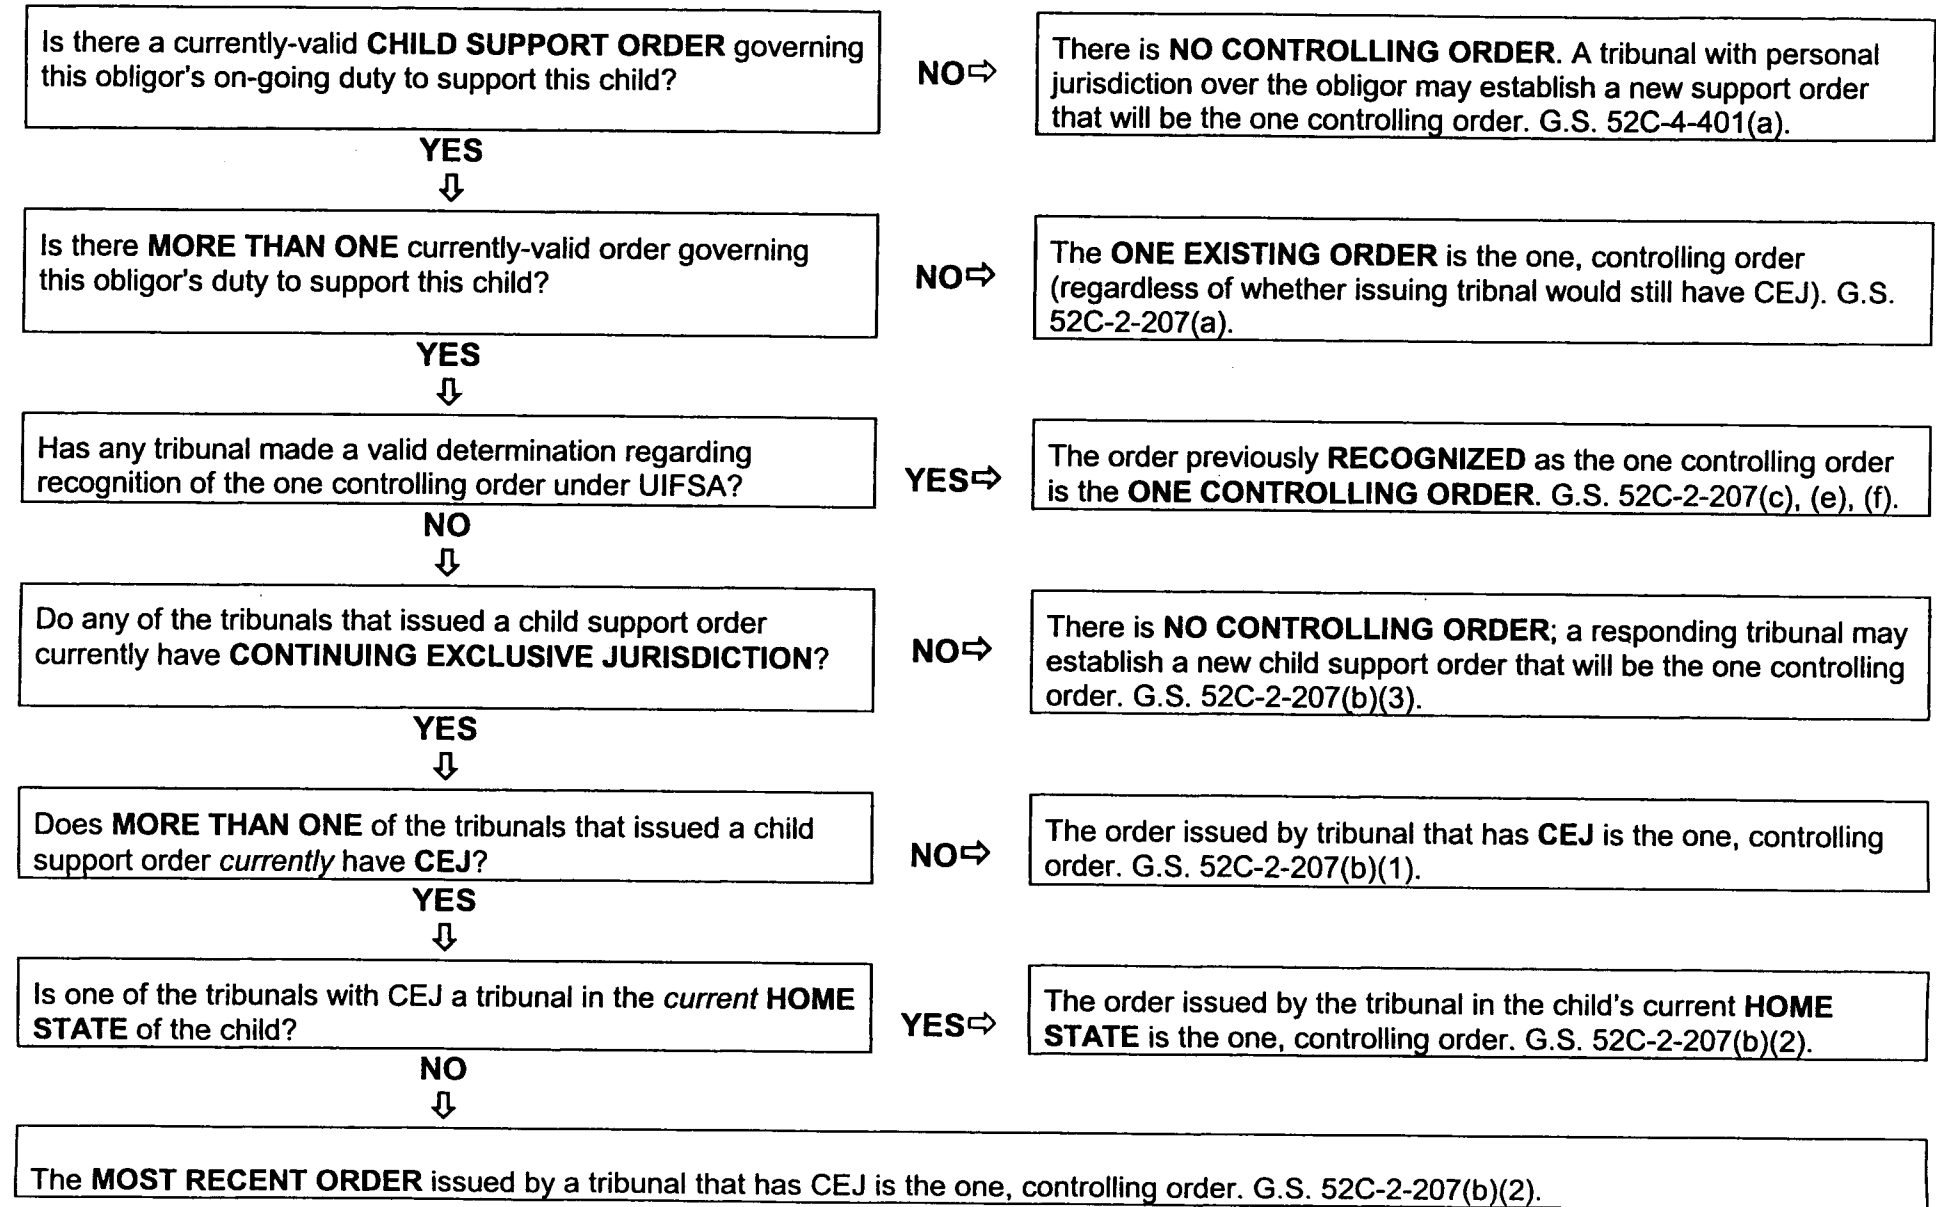 Is there a currently-valid CHILD SUPPORT ORDER governing
this obligor's on-going duty to support this child?
NO⇨
There is NO CONTROLLING ORDER. A tribunal with personal
jurisdiction over the obligor may establish a new support order
that will be the one controlling order. G.S. 52C-4-401(a).
YES
⇩
Is there MORE THAN ONE currently-valid order governing
this obligor's duty to support this child?
NO⇨
The ONE EXISTING ORDER is the one, controlling order
(regardless of whether issuing tribnal would still have CEJ). G.S.
52C-2-207(a).
YES
⇩
Has any tribunal made a valid determination regarding
recognition of the one controlling order under UIFSA?
YES⇨
The order previously RECOGNIZED as the one controlling order
is the ONE CONTROLLING ORDER. G.S. 52C-2-207(c), (e), (f).
NO
⇩
Do any of the tribunals that issued a child support order
currently have CONTINUING EXCLUSIVE JURISDICTION?
NO⇨
There is NO CONTROLLING ORDER; a responding tribunal may
establish a new child support order that will be the one controlling
order. G.S. 52C-2-207(b)(3).
YES
⇩
Does MORE THAN ONE of the tribunals that issued a child
support order currently have CEJ?
NO⇨
The order issued by tribunal that has CEJ is the one, controlling
order. G.S. 52C-2-207(b)(1).
YES
⇩
Is one of the tribunals with CEJ a tribunal in the current HOME
STATE of the child?
YES⇨
The order issued by the tribunal in the child's current HOME
STATE is the one, controlling order. G.S. 52C-2-207(b)(2).
NO
⇩
The MOST RECENT ORDER issued by a tribunal that has CEJ is the one, controlling order. G.S. 52C-2-207(b)(2).